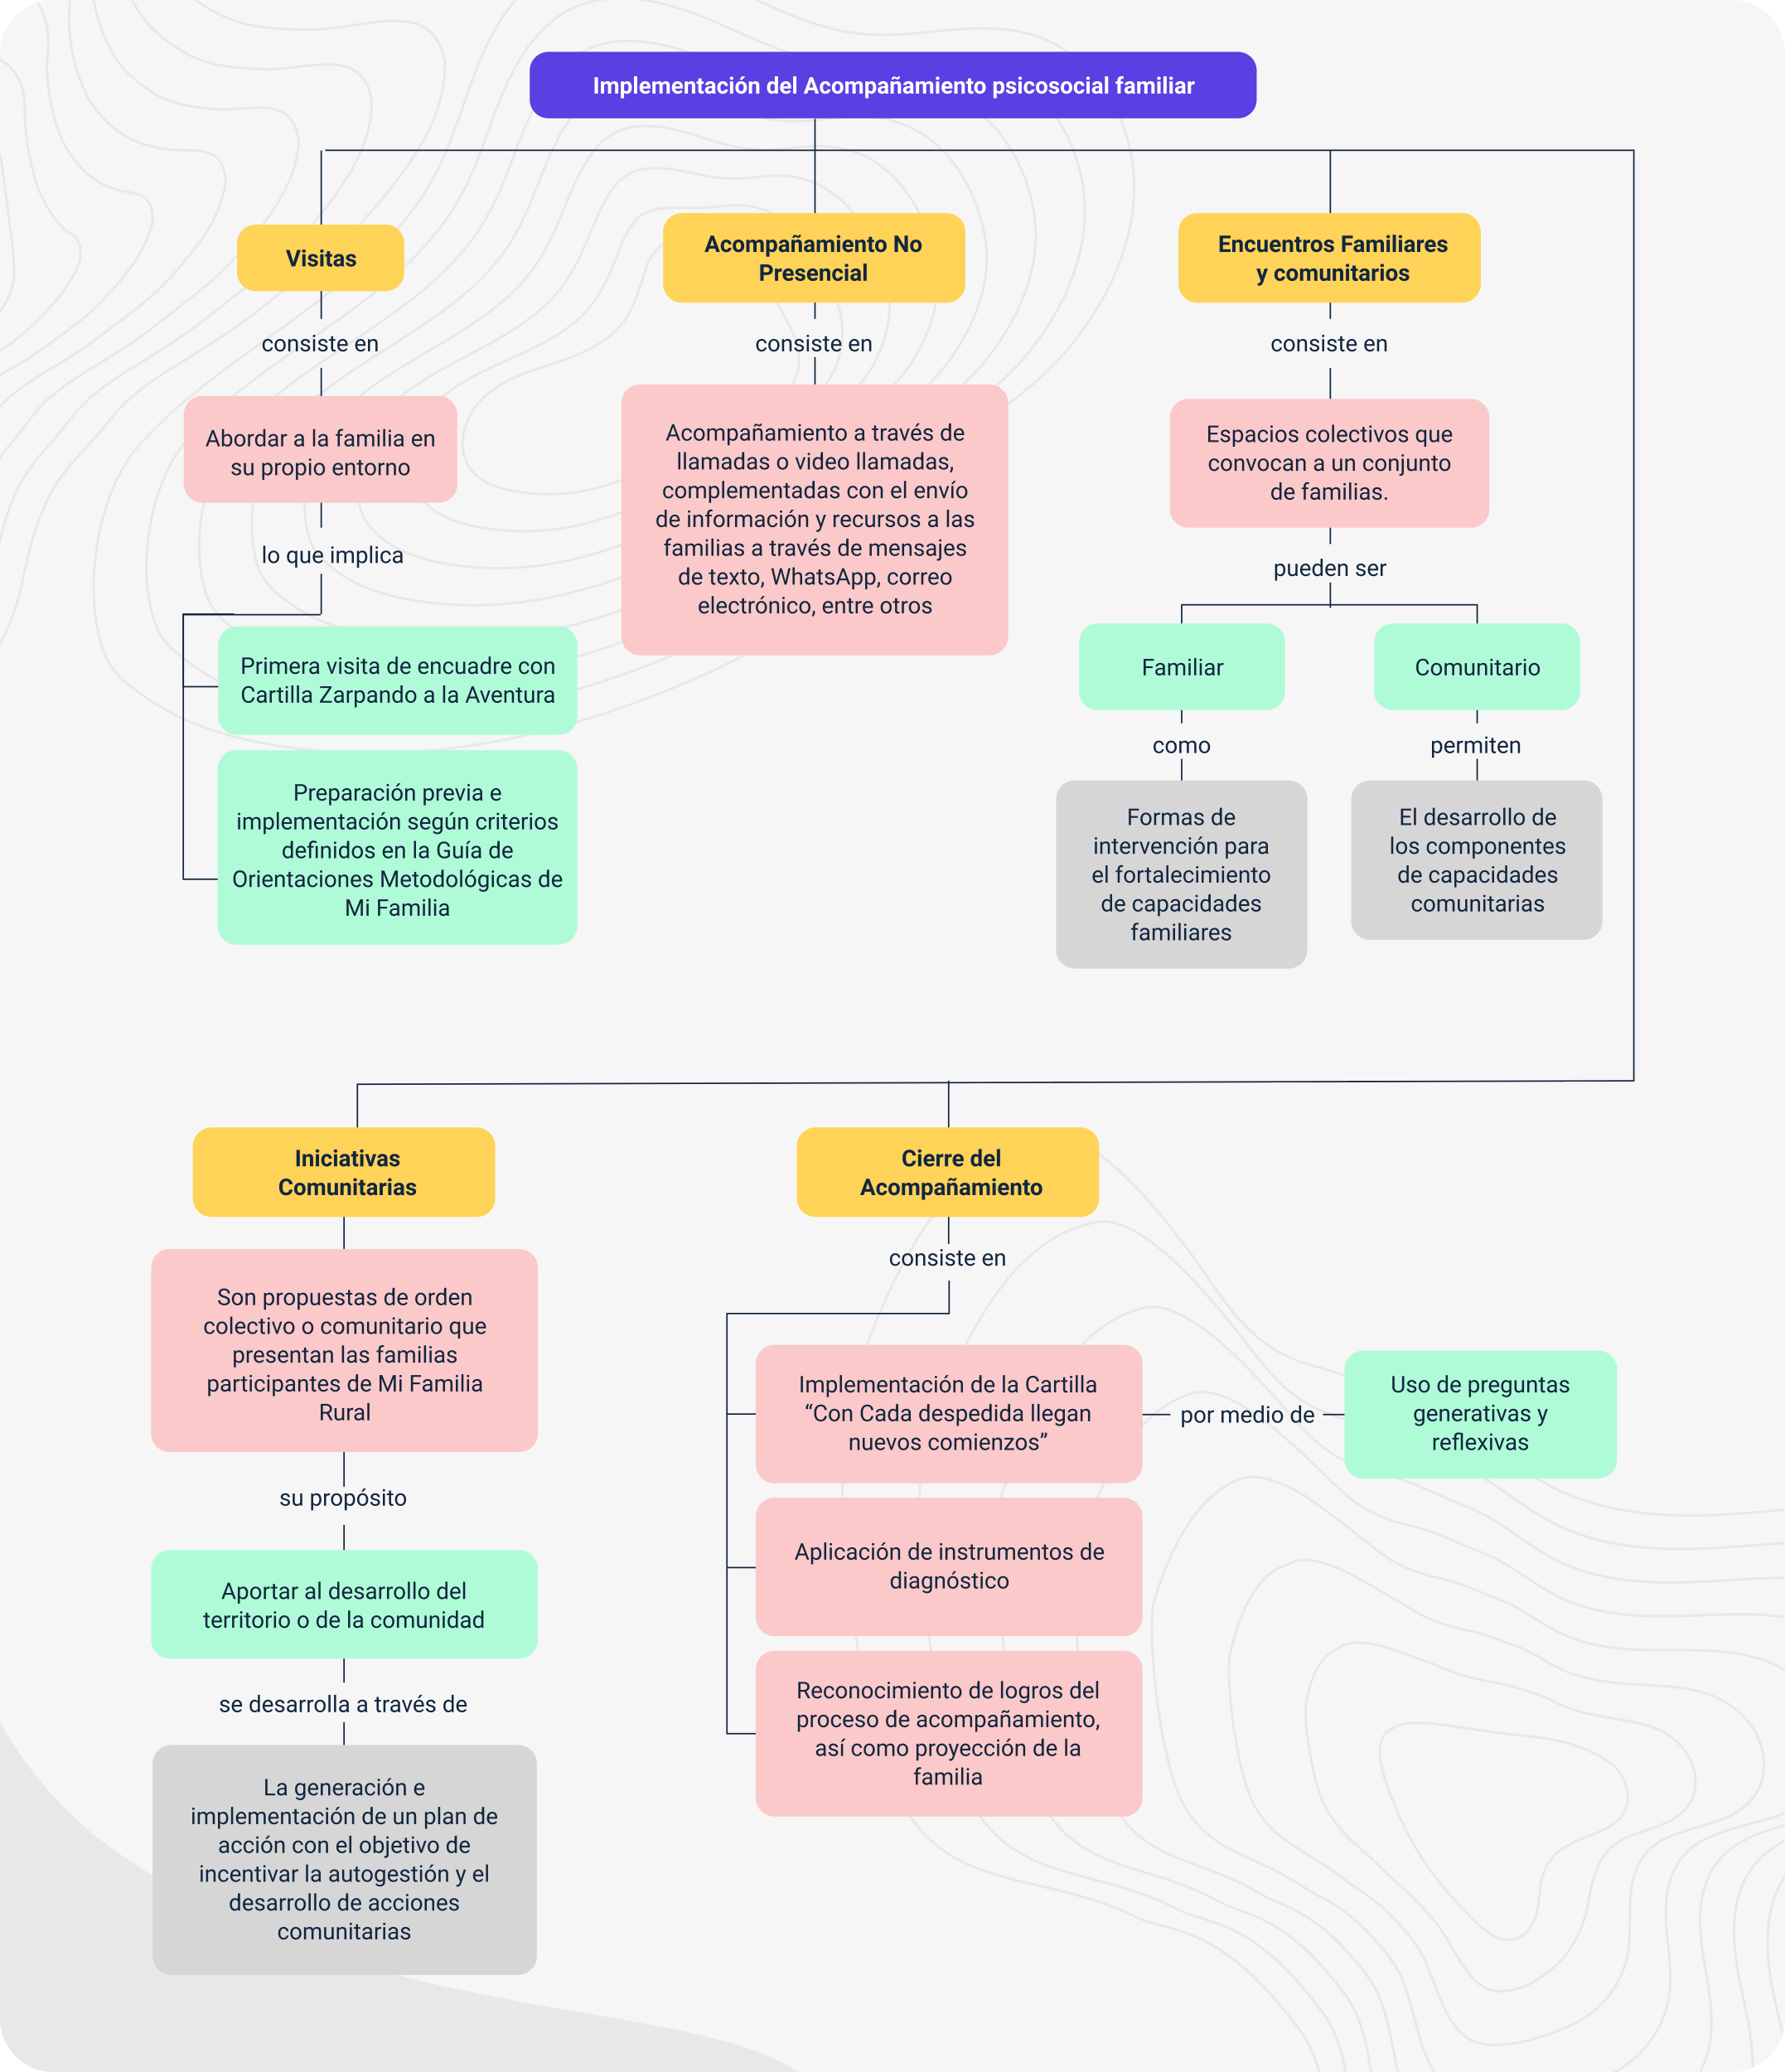 Implementación del Acompañamiento psicosocial familiar
Visitas
consiste en
Abordar a la familia en
su propio entorno
lo que implica
Primera visita de encuadre con
Cartilla Zarpando a la Aventura
Preparación previa e
implementación según criterios
definidos en la Guía de
Orientaciones Metodológicas de
Mi Familia
Acompañamiento No
Presencial
consiste en
Acompañamiento a través de
llamadas o video llamadas,
complementadas con el envío
de información y recursos a las
familias a través de mensajes
de texto, WhatsApp, correo
electrónico, entre otros
Encuentros Familiares
y comunitarios
consiste en
Espacios colectivos que
convocan a un conjunto
de familias.
pueden ser
Familiar
como
Formas de
intervención para
el fortalecimiento
de capacidades
familiares
Comunitario
permiten
El desarrollo de
los componentes
de capacidades
comunitarias
Iniciativas
Comunitarias
Son propuestas de orden
colectivo o comunitario que
presentan las familias
participantes de Mi Familia
Rural
su propósito
Aportar al desarrollo del
territorio o de la comunidad
se desarrolla a través de
La generación e
implementación de un plan de
acción con el objetivo de
incentivar la autogestión y el
desarrollo de acciones
comunitarias
Cierre del
Acompañamiento
consiste en
Implementación de la Cartilla
“Con Cada despedida llegan
nuevos comienzos”
por medio de
Uso de preguntas
generativas y
reflexivas
Aplicación de instrumentos de
diagnóstico
Reconocimiento de logros del
proceso de acompañamiento,
así como proyección de la
familia